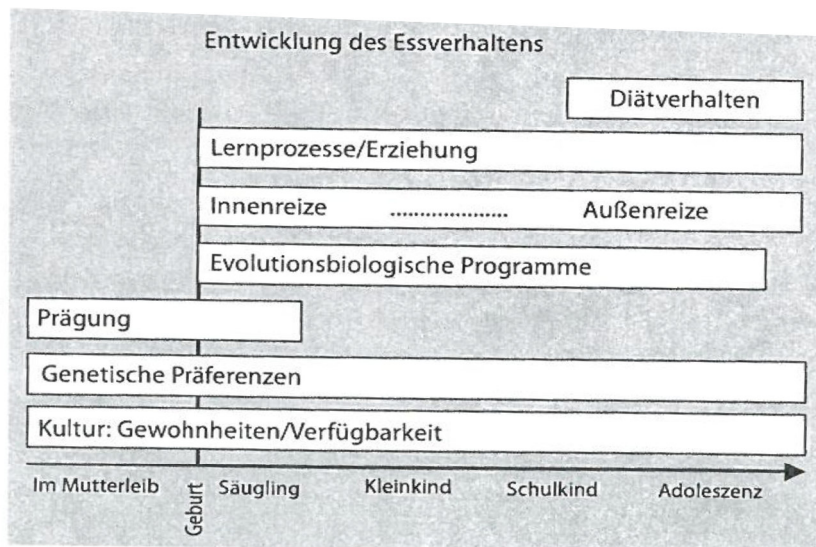 Entwicklung des Essverhaltens
Diätverhalten
Lernprozesse/Erziehung
Innenreize ..................... Außenreize
Evolutionsbiologische Programme
Prägung
Genetische Präferenzen
Kultur: Gewohnheiten/Verfügbarkeit
Im Mutterleib Geburt Säugling Kleinkind Schulkind Adoleszenz